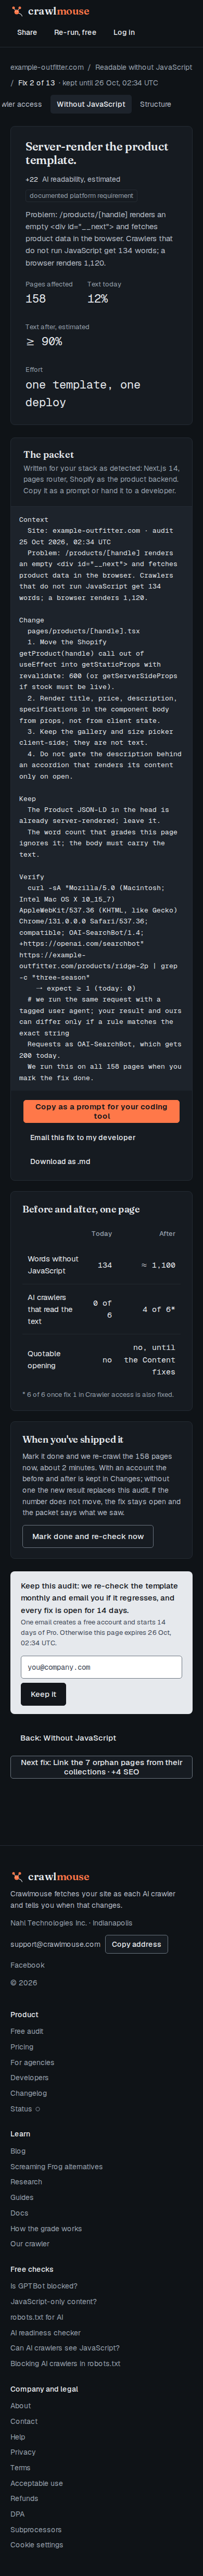 crawlmouse
Share Re-run, free Log in
example-outfitter.com / Readable without JavaScript
/ Fix 2 of 13 · kept until 26 Oct, 02:34 UTC
wler access Without JavaScript Structure
Server-render the product
template.
+22 AI readability, estimated
documented platform requirement
Problem: /products/[handle] renders an
empty <div id="__next"> and fetches
product data in the browser. Crawlers that
do not run JavaScript get 134 words; a
browser renders 1,120.
Pages affected Text today
158 12%
Text after, estimated
≥ 90%
Effort
one template, one
deploy
The packet
Written for your stack as detected: Next.js 14,
pages router, Shopify as the product backend.
Copy it as a prompt or hand it to a developer.
Context
Site: example-outfitter.com · audit
25 Oct 2026, 02:34 UTC
Problem: /products/[handle] renders
an empty <div id="__next"> and fetches
product data in the browser. Crawlers
that do not run JavaScript get 134
words; a browser renders 1,120.
Change
pages/products/[handle].tsx
1. Move the Shopify
getProduct(handle) call out of
useEffect into getStaticProps with
revalidate: 600 (or getServerSideProps
if stock must be live).
2. Render title, price, description,
specifications in the component body
from props, not from client state.
3. Keep the gallery and size picker
client-side; they are not text.
4. Do not gate the description behind
an accordion that renders its content
only on open.
Keep
The Product JSON-LD in the head is
already server-rendered; leave it.
The word count that grades this page
ignores it; the body must carry the
text.
Verify
curl -sA "Mozilla/5.0 (Macintosh;
Intel Mac OS X 10_15_7)
AppleWebKit/537.36 (KHTML, like Gecko)
Chrome/131.0.0.0 Safari/537.36;
compatible; OAI-SearchBot/1.4;
+https://openai.com/searchbot"
https://example-
outfitter.com/products/ridge-2p | grep
-c "three-season"
→ expect ≥ 1 (today: 0)
# we run the same request with a
tagged user agent; your result and ours
can differ only if a rule matches the
exact string
Requests as OAI-SearchBot, which gets
200 today.
We run this on all 158 pages when you
mark the fix done.
Copy as a prompt for your coding
tool
Email this fix to my developer
Download as .md
Before and after, one page
Today After
Words without
JavaScript
134 ≈ 1,100
AI crawlers
that read the
text
0 of
6
4 of 6*
Quotable
opening
no
no, until
the Content
fixes
* 6 of 6 once fix 1 in Crawler access is also fixed.
When you've shipped it
Mark it done and we re-crawl the 158 pages
now, about 2 minutes. With an account the
before and after is kept in Changes; without
one the new result replaces this audit. If the
number does not move, the fix stays open and
the packet says what we saw.
Mark done and re-check now
Keep this audit: we re-check the template
monthly and email you if it regresses, and
every fix is open for 14 days.
One email creates a free account and starts 14
days of Pro. Otherwise this page expires 26 Oct,
02:34 UTC.
you@company.com
Keep it
Back: Without JavaScript
Next fix: Link the 7 orphan pages from their
collections · +4 SEO
crawlmouse
Crawlmouse fetches your site as each AI crawler
and tells you when that changes.
Nahl Technologies Inc. · Indianapolis
support@crawlmouse.com Copy address
Facebook
© 2026
Product
Free audit
Pricing
For agencies
Developers
Changelog
Status
Learn
Blog
Screaming Frog alternatives
Research
Guides
Docs
How the grade works
Our crawler
Free checks
Is GPTBot blocked?
JavaScript-only content?
robots.txt for AI
AI readiness checker
Can AI crawlers see JavaScript?
Blocking AI crawlers in robots.txt
Company and legal
About
Contact
Help
Privacy
Terms
Acceptable use
Refunds
DPA
Subprocessors
Cookie settings